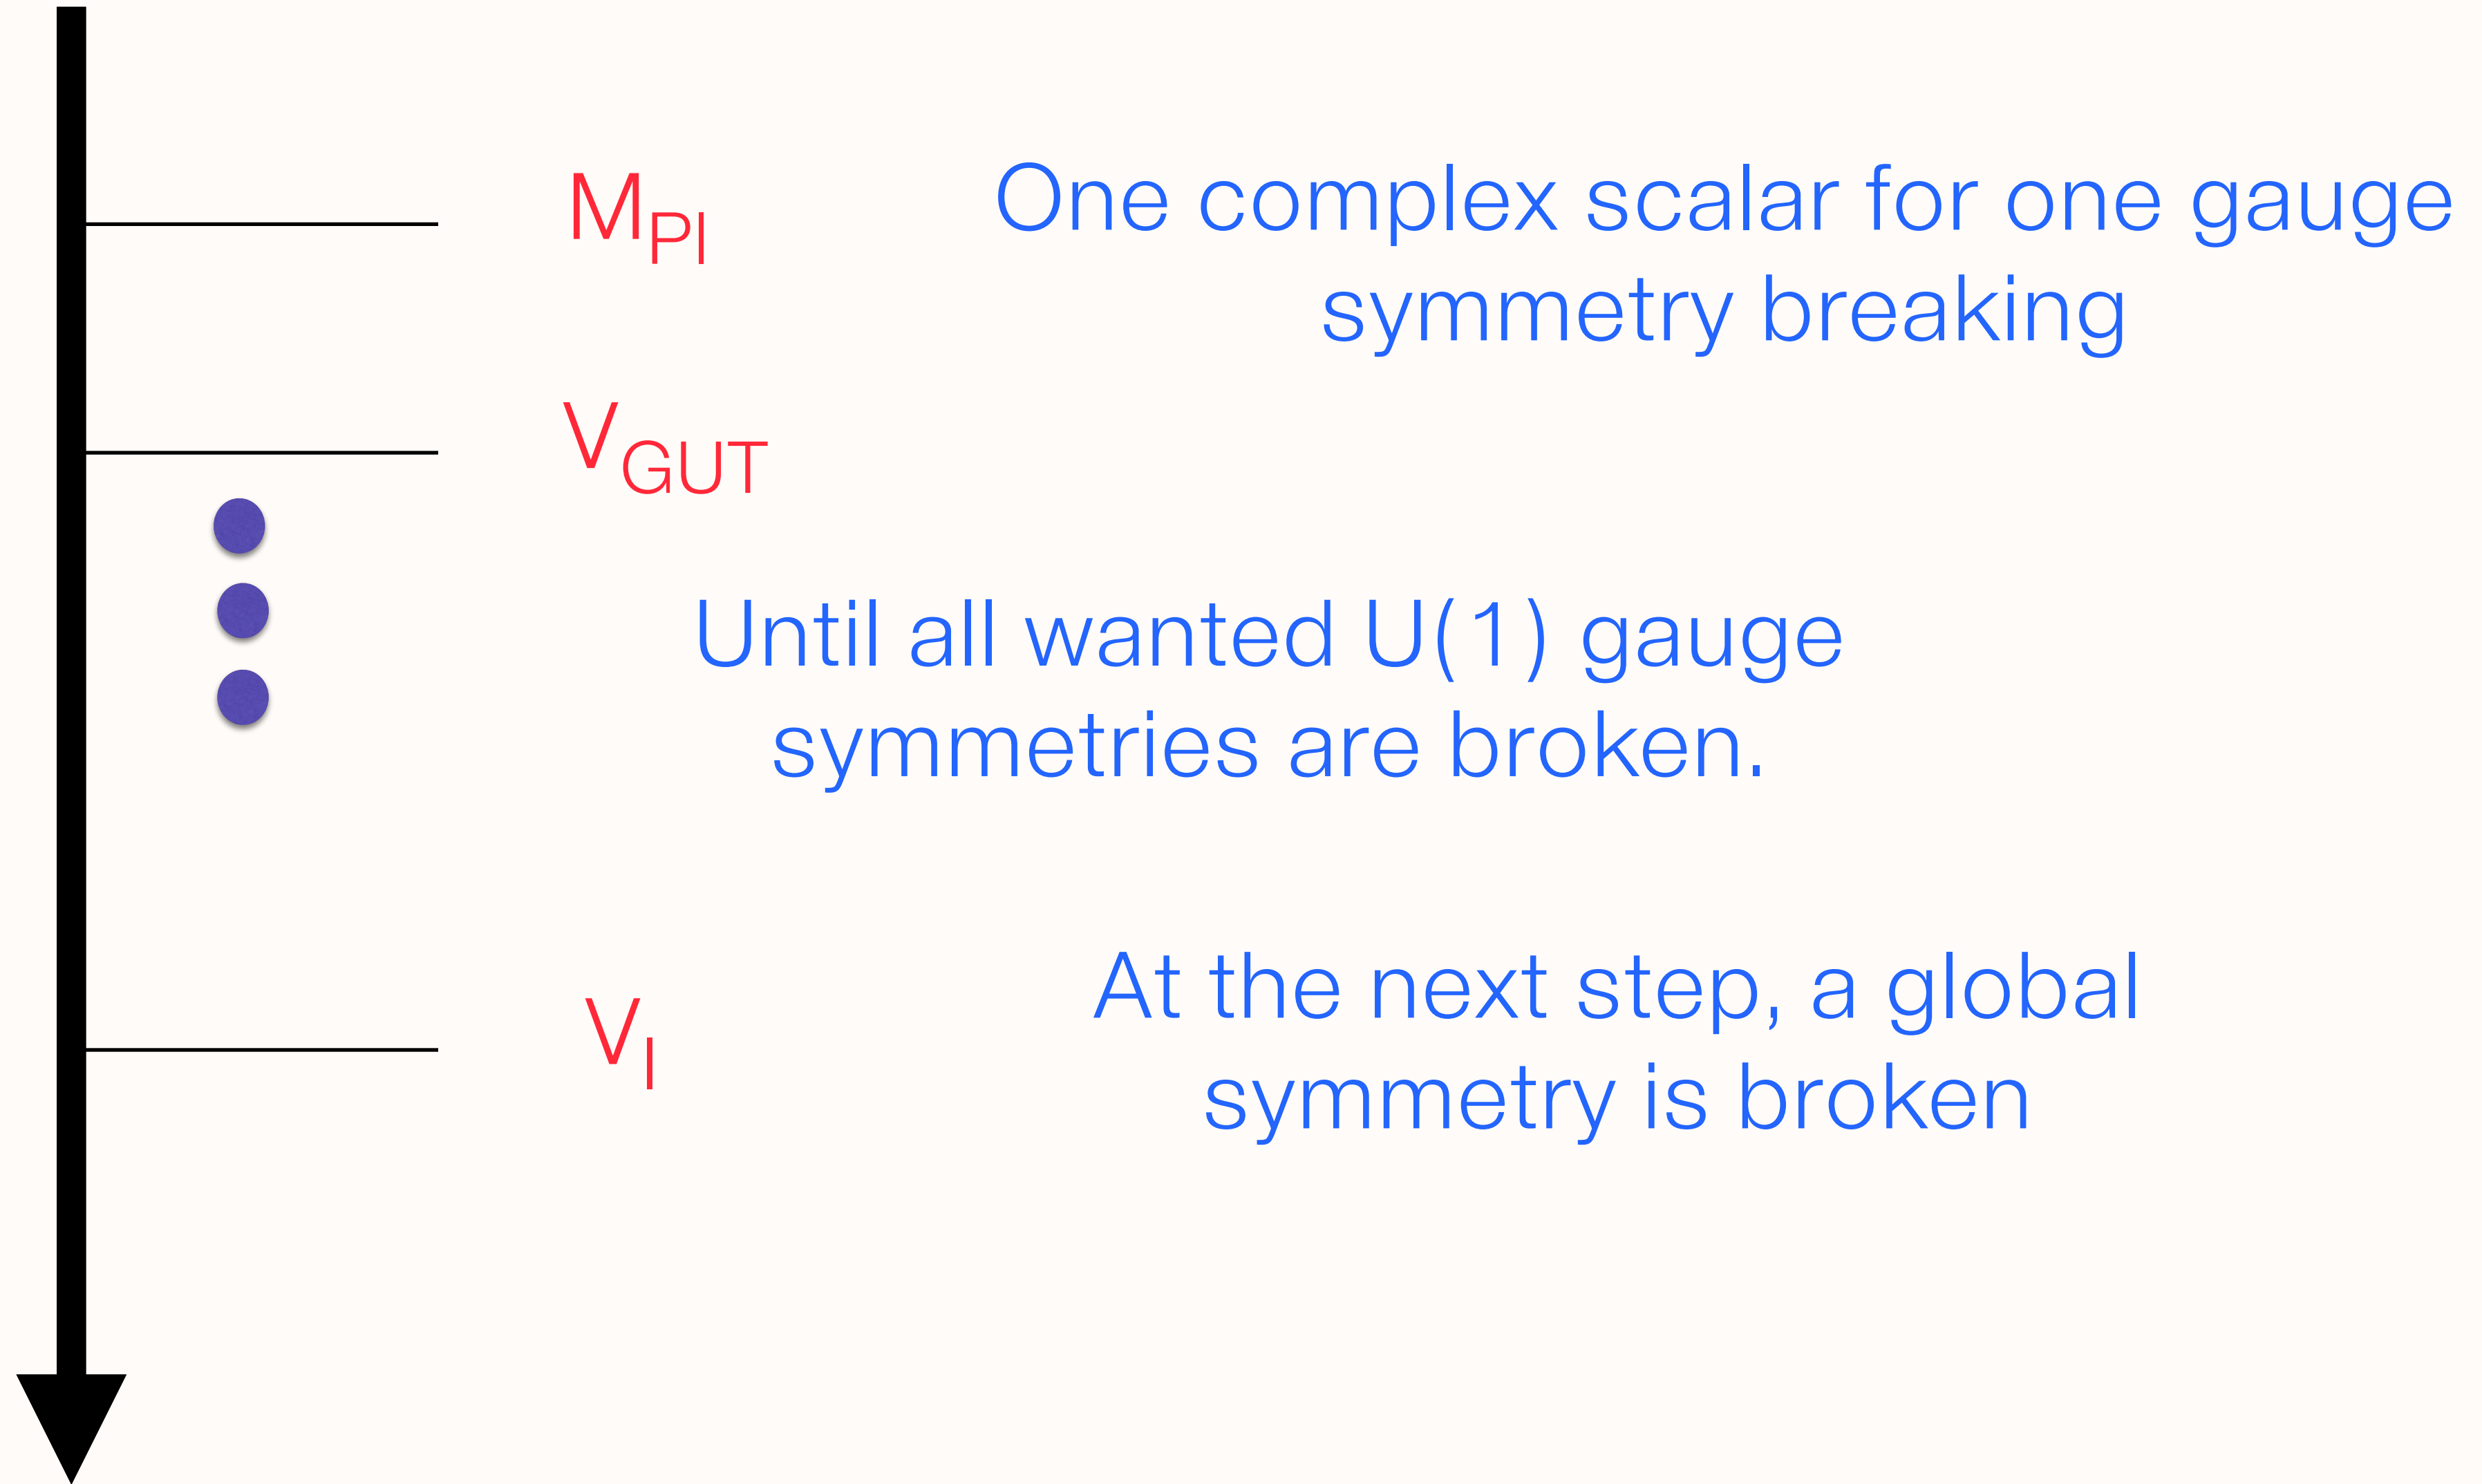 M_Pl
One complex scalar for one gauge
symmetry breaking
V_GUT
Until all wanted U(1) gauge
symmetries are broken.
V_I
At the next step, a global
symmetry is broken